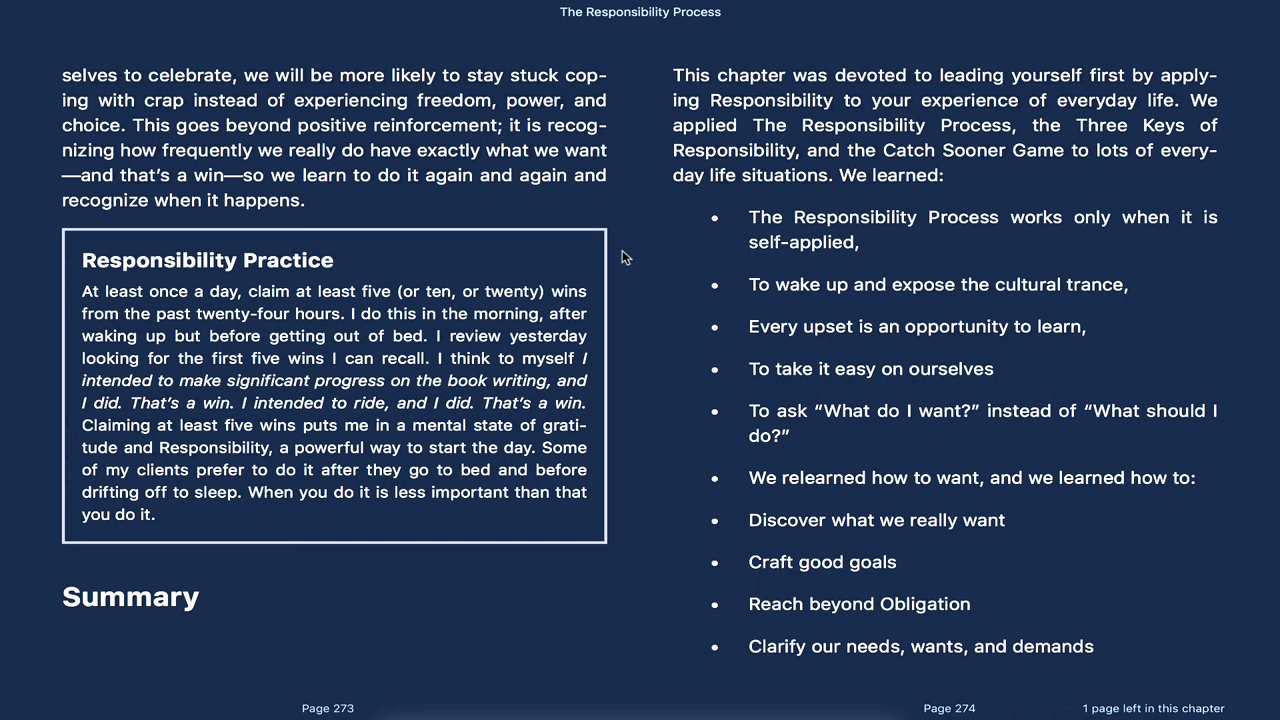 The Responsibility Process
selves to celebrate, we will be more likely to stay stuck cop-
ing with crap instead of experiencing freedom, power, and
choice. This goes beyond positive reinforcement; it is recog-
nizing how frequently we really do have exactly what we want
—and that’s a win—so we learn to do it again and again and
recognize when it happens.
Responsibility Practice
At least once a day, claim at least five (or ten, or twenty) wins
from the past twenty-four hours. I do this in the morning, after
waking up but before getting out of bed. I review yesterday
looking for the first five wins I can recall. I think to myself I
intended to make significant progress on the book writing, and
I did. That’s a win. I intended to ride, and I did. That’s a win.
Claiming at least five wins puts me in a mental state of grati-
tude and Responsibility, a powerful way to start the day. Some
of my clients prefer to do it after they go to bed and before
drifting off to sleep. When you do it is less important than that
you do it.
Summary
This chapter was devoted to leading yourself first by apply-
ing Responsibility to your experience of everyday life. We
applied The Responsibility Process, the Three Keys of
Responsibility, and the Catch Sooner Game to lots of every-
day life situations. We learned:
• The Responsibility Process works only when it is
self-applied,
• To wake up and expose the cultural trance,
• Every upset is an opportunity to learn,
• To take it easy on ourselves
• To ask “What do I want?” instead of “What should I
do?”
• We relearned how to want, and we learned how to:
• Discover what we really want
• Craft good goals
• Reach beyond Obligation
• Clarify our needs, wants, and demands
Page 273
Page 274
1 page left in this chapter